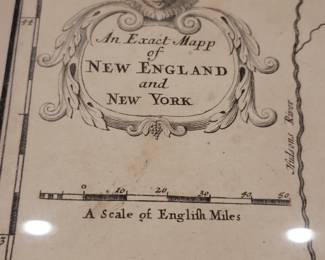 An Exact Mapp
of
NEW ENGLAND
and
NEW YORK
Hudsons River
0 10 20 30 40 50
A Scale of Engliſh Miles